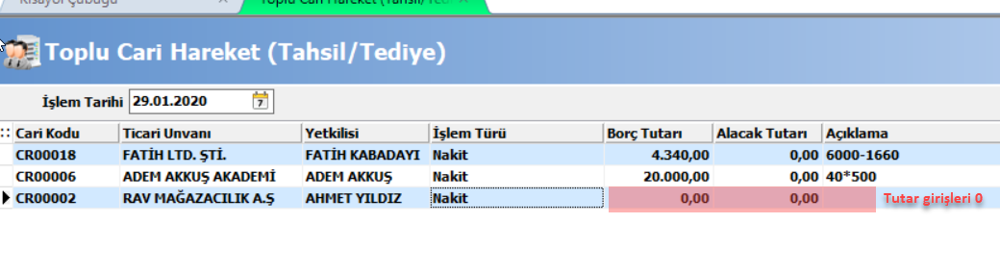 Kısayol Çubuğu × Toplu Cari Hareket (Tahsil/Tediye) ×
Toplu Cari Hareket (Tahsil/Tediye)
İşlem Tarihi 29.01.2020 7
Cari Kodu Ticari Unvanı Yetkilisi İşlem Türü Borç Tutarı Alacak Tutarı Açıklama
CR00018 FATİH LTD. ŞTİ. FATİH KABADAYI Nakit 4.340,00 0,00 6000-1660
CR00006 ADEM AKKUŞ AKADEMİ ADEM AKKUŞ Nakit 20.000,00 0,00 40*500
CR00002 RAV MAĞAZACILIK A.Ş AHMET YILDIZ Nakit 0,00 0,00 Tutar girişleri 0